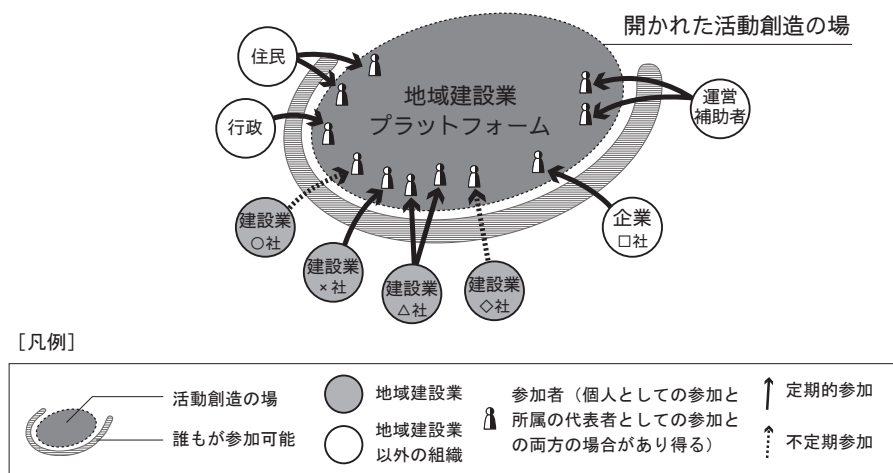 開かれた活動創造の場
住民
行政
地域建設業
プラットフォーム
運営
補助者
建設業
○社
建設業
×社
建設業
△社
建設業
◇社
企業
□社
［凡例］
活動創造の場
誰もが参加可能
地域建設業
地域建設業
以外の組織
参加者（個人としての参加と
所属の代表者としての参加と
の両方の場合があり得る）
定期的参加
不定期参加